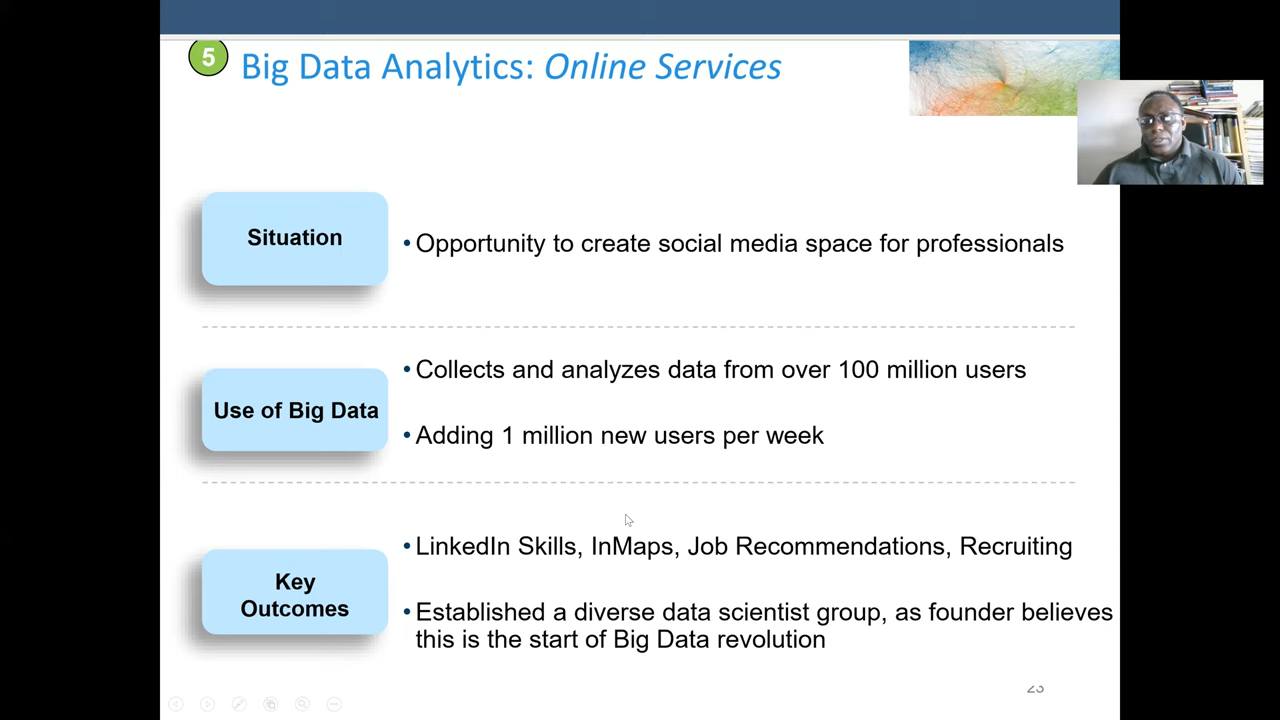 5
Big Data Analytics: Online Services
Situation
• Opportunity to create social media space for professionals
Use of Big Data
• Collects and analyzes data from over 100 million users
• Adding 1 million new users per week
Key
Outcomes
• LinkedIn Skills, InMaps, Job Recommendations, Recruiting
• Established a diverse data scientist group, as founder believes
this is the start of Big Data revolution
23